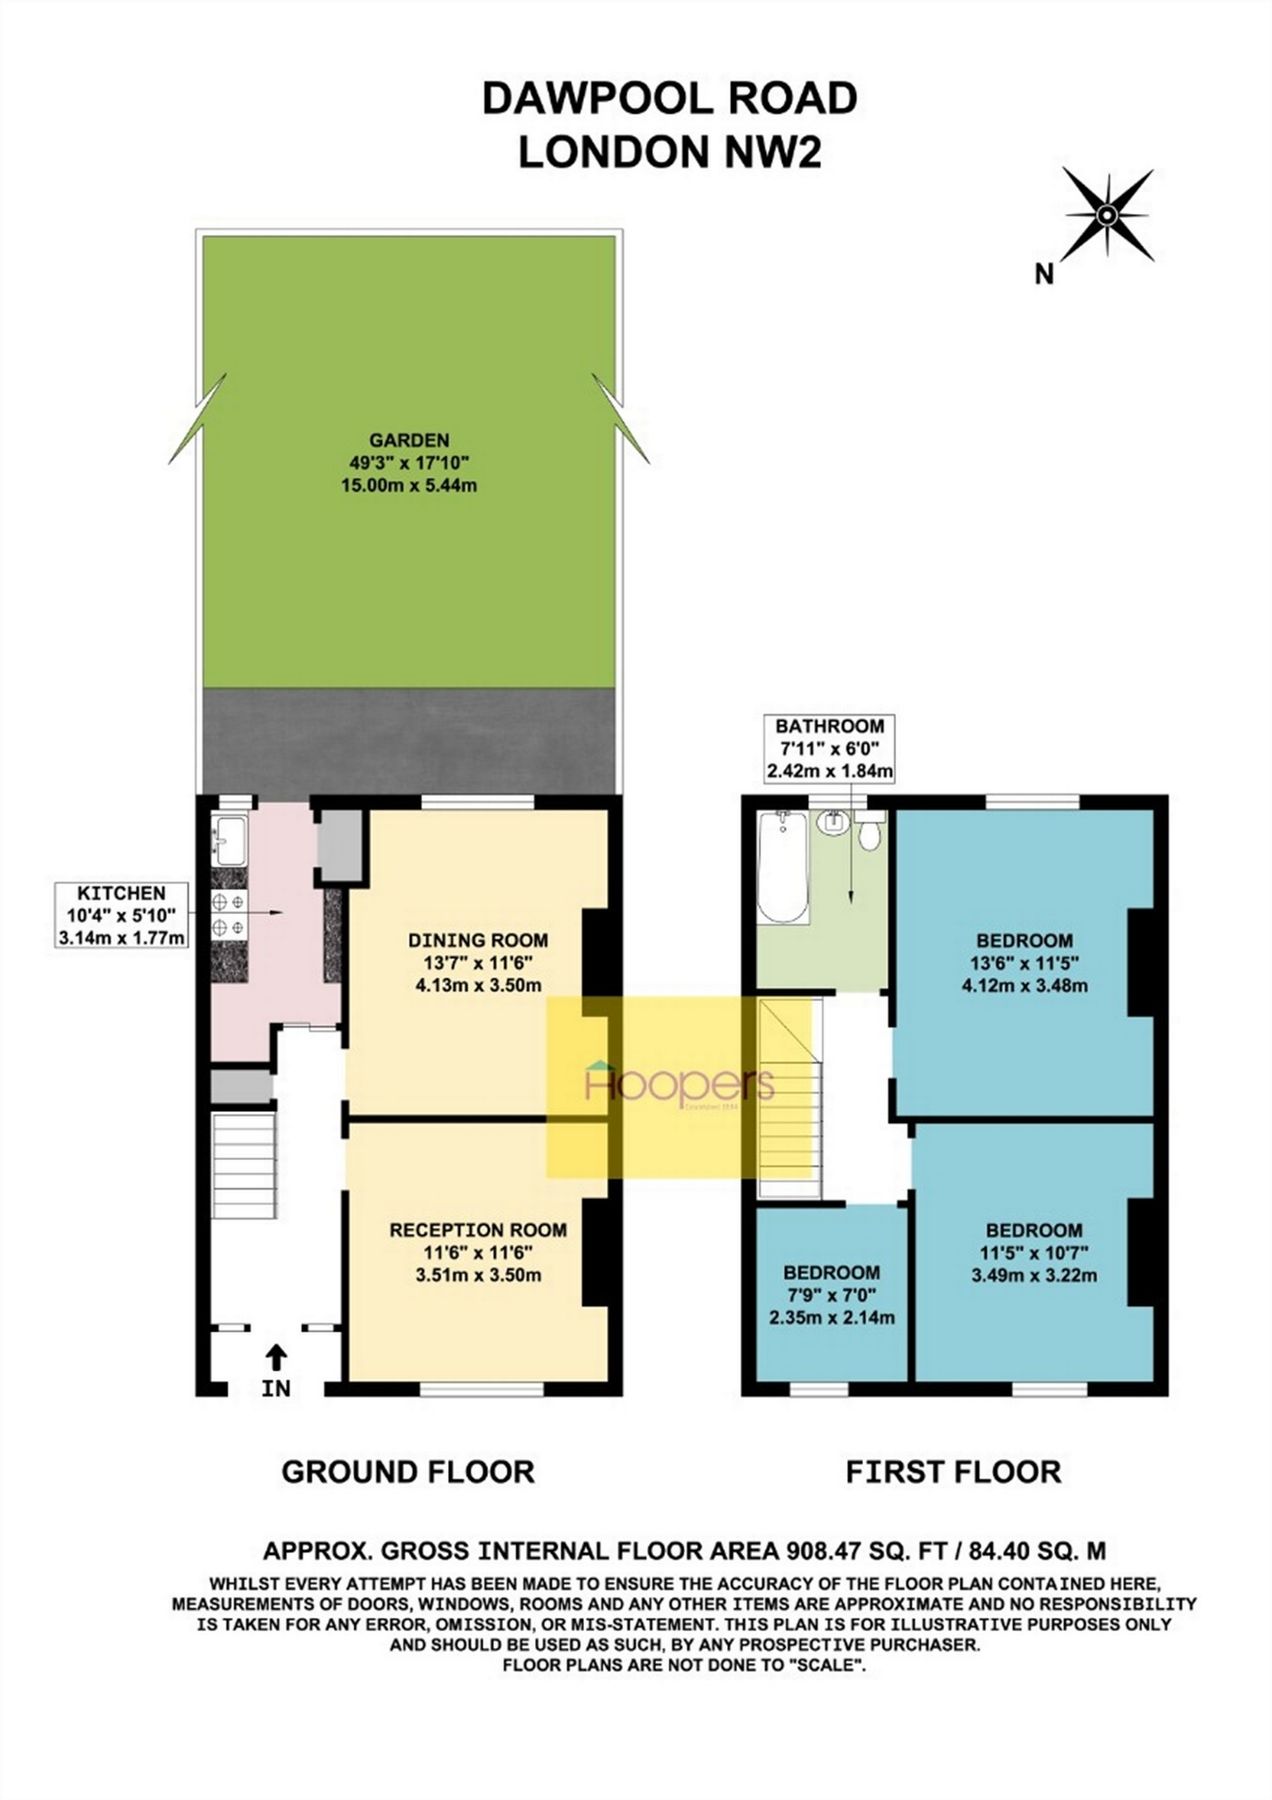 DAWPOOL ROAD
LONDON NW2
N
GARDEN
49'3" x 17'10"
15.00m x 5.44m
BATHROOM
7'11" x 6'0"
2.42m x 1.84m
KITCHEN
10'4" x 5'10"
3.14m x 1.77m
DINING ROOM
13'7" x 11'6"
4.13m x 3.50m
BEDROOM
13'6" x 11'5"
4.12m x 3.48m
Hoopers
RECEPTION ROOM
11'6" x 11'6"
3.51m x 3.50m
BEDROOM
11'5" x 10'7"
3.49m x 3.22m
BEDROOM
7'9" x 7'0"
2.35m x 2.14m
IN
GROUND FLOOR
FIRST FLOOR
APPROX. GROSS INTERNAL FLOOR AREA 908.47 SQ. FT / 84.40 SQ. M
WHILST EVERY ATTEMPT HAS BEEN MADE TO ENSURE THE ACCURACY OF THE FLOOR PLAN CONTAINED HERE,
MEASUREMENTS OF DOORS, WINDOWS, ROOMS AND ANY OTHER ITEMS ARE APPROXIMATE AND NO RESPONSIBILITY
IS TAKEN FOR ANY ERROR, OMISSION, OR MIS-STATEMENT. THIS PLAN IS FOR ILLUSTRATIVE PURPOSES ONLY
AND SHOULD BE USED AS SUCH, BY ANY PROSPECTIVE PURCHASER.
FLOOR PLANS ARE NOT DONE TO "SCALE".